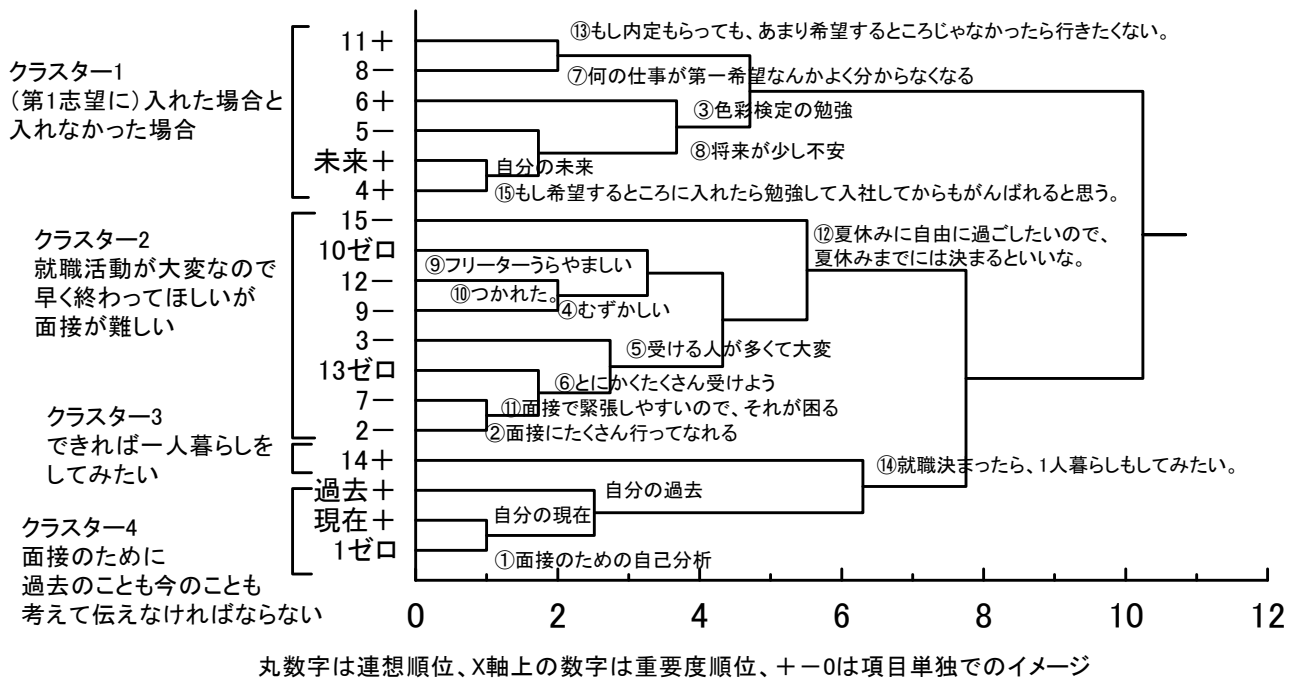 クラスター1
(第1志望に)入れた場合と
入れなかった場合
クラスター2
就職活動が大変なので
早く終わってほしいが
面接が難しい
クラスター3
できれば一人暮らしを
してみたい
クラスター4
面接のために
過去のことも今のことも
考えて伝えなければならない
11+
8-
6+
5-
未来+
4+
15-
10ゼロ
12-
9-
3-
13ゼロ
7-
2-
14+
過去+
現在+
1ゼロ
⑬もし内定もらっても、あまり希望するところじゃなかったら行きたくない。
⑦何の仕事が第一希望なんかよく分からなくなる
③色彩検定の勉強
⑧将来が少し不安
自分の未来
⑮もし希望するところに入れたら勉強して入社してからもがんばれると思う。
⑫夏休みに自由に過ごしたいので、
夏休みまでには決まるといいな。
⑨フリーターうらやましい
⑩つかれた。
④むずかしい
⑤受ける人が多くて大変
⑥とにかくたくさん受けよう
⑪面接で緊張しやすいので、それが困る
②面接にたくさん行ってなれる
⑭就職決まったら、1人暮らしもしてみたい。
自分の過去
自分の現在
①面接のための自己分析
0 2 4 6 8 10 12
丸数字は連想順位、X軸上の数字は重要度順位、+-0は項目単独でのイメージ